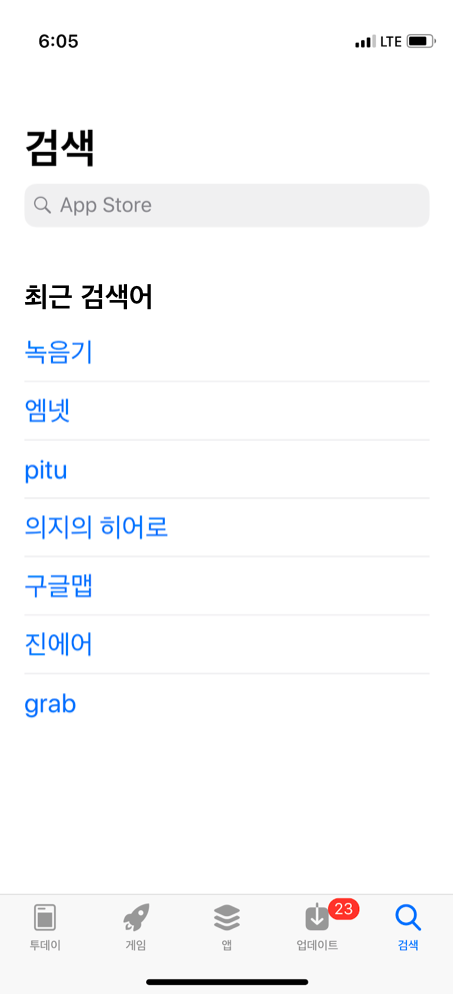 6:05
LTE
검색
App Store
최근 검색어
녹음기
엠넷
pitu
의지의 히어로
구글맵
진에어
grab
23
투데이
게임
앱
업데이트
검색